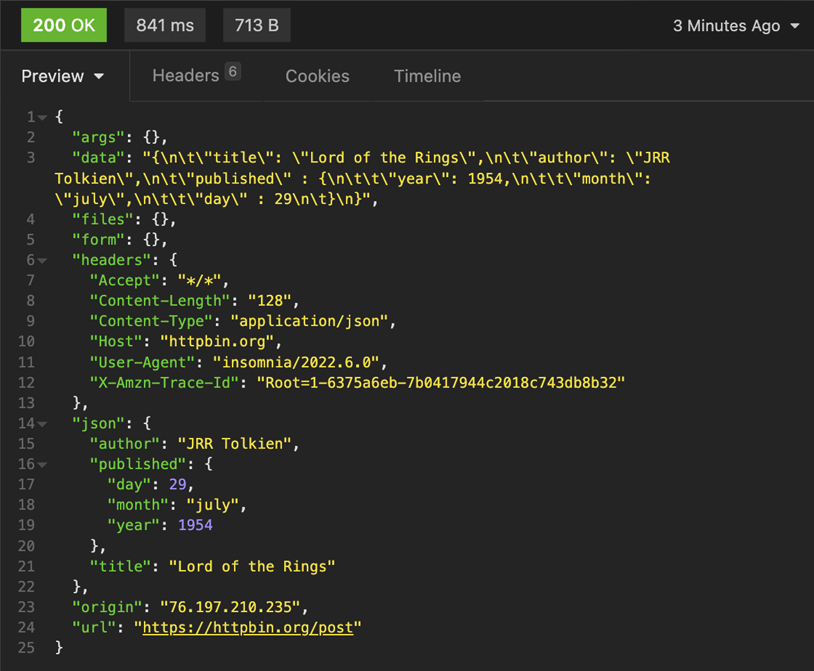 200 OK 841 ms 713 B 3 Minutes Ago
Preview Headers 6 Cookies Timeline
1 {
2 "args": {},
3 "data": "{\n\t\"title\": \"Lord of the Rings\",\n\t\"author\": \"JRR
Tolkien\",\n\t\"published\" : {\n\t\t\"year\": 1954,\n\t\t\"month\":
\"july\",\n\t\t\"day\" : 29\n\t}\n}",
4 "files": {},
5 "form": {},
6 "headers": {
7 "Accept": "*/*",
8 "Content-Length": "128",
9 "Content-Type": "application/json",
10 "Host": "httpbin.org",
11 "User-Agent": "insomnia/2022.6.0",
12 "X-Amzn-Trace-Id": "Root=1-6375a6eb-7b0417944c2018c743db8b32"
13 },
14 "json": {
15 "author": "JRR Tolkien",
16 "published": {
17 "day": 29,
18 "month": "july",
19 "year": 1954
20 },
21 "title": "Lord of the Rings"
22 },
23 "origin": "76.197.210.235",
24 "url": "https://httpbin.org/post"
25 }